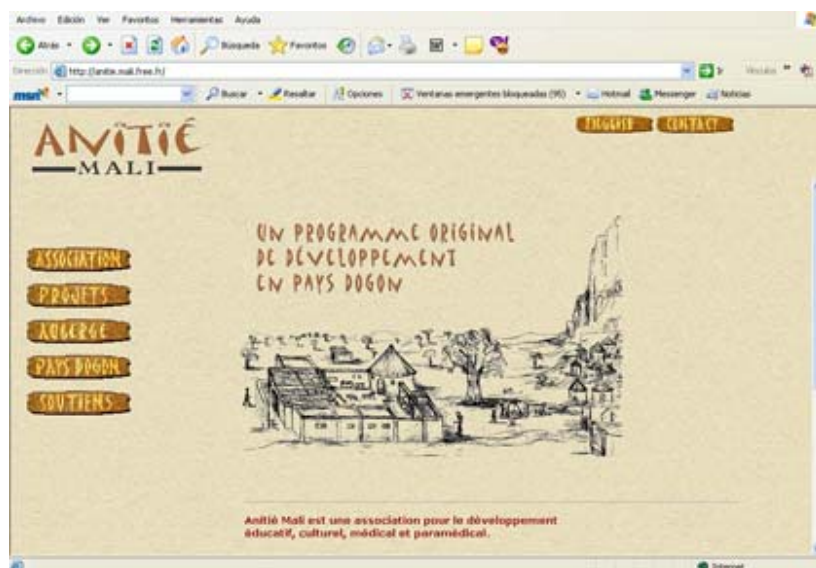 Archivo Edición Ver Favoritos Herramientas Ayuda
Atrás Búsqueda Favoritos
Dirección http://anitie.mali.free.fr/ Vínculos
msn Buscar Resaltar Opciones Ventanas emergentes bloqueadas (95) Hotmail Messenger Noticias
ENGLISH CONTACT
ANÏTIÉ
MALI
UN PROGRAMME ORIGINAL
DE DÉVELOPPEMENT
EN PAYS DOGON
ASSOCIATION
PROJETS
AUBERGE
PAYS DOGON
SOUTIENS
Anitié Mali est une association pour le développement
éducatif, culturel, médical et paramédical.
Internet